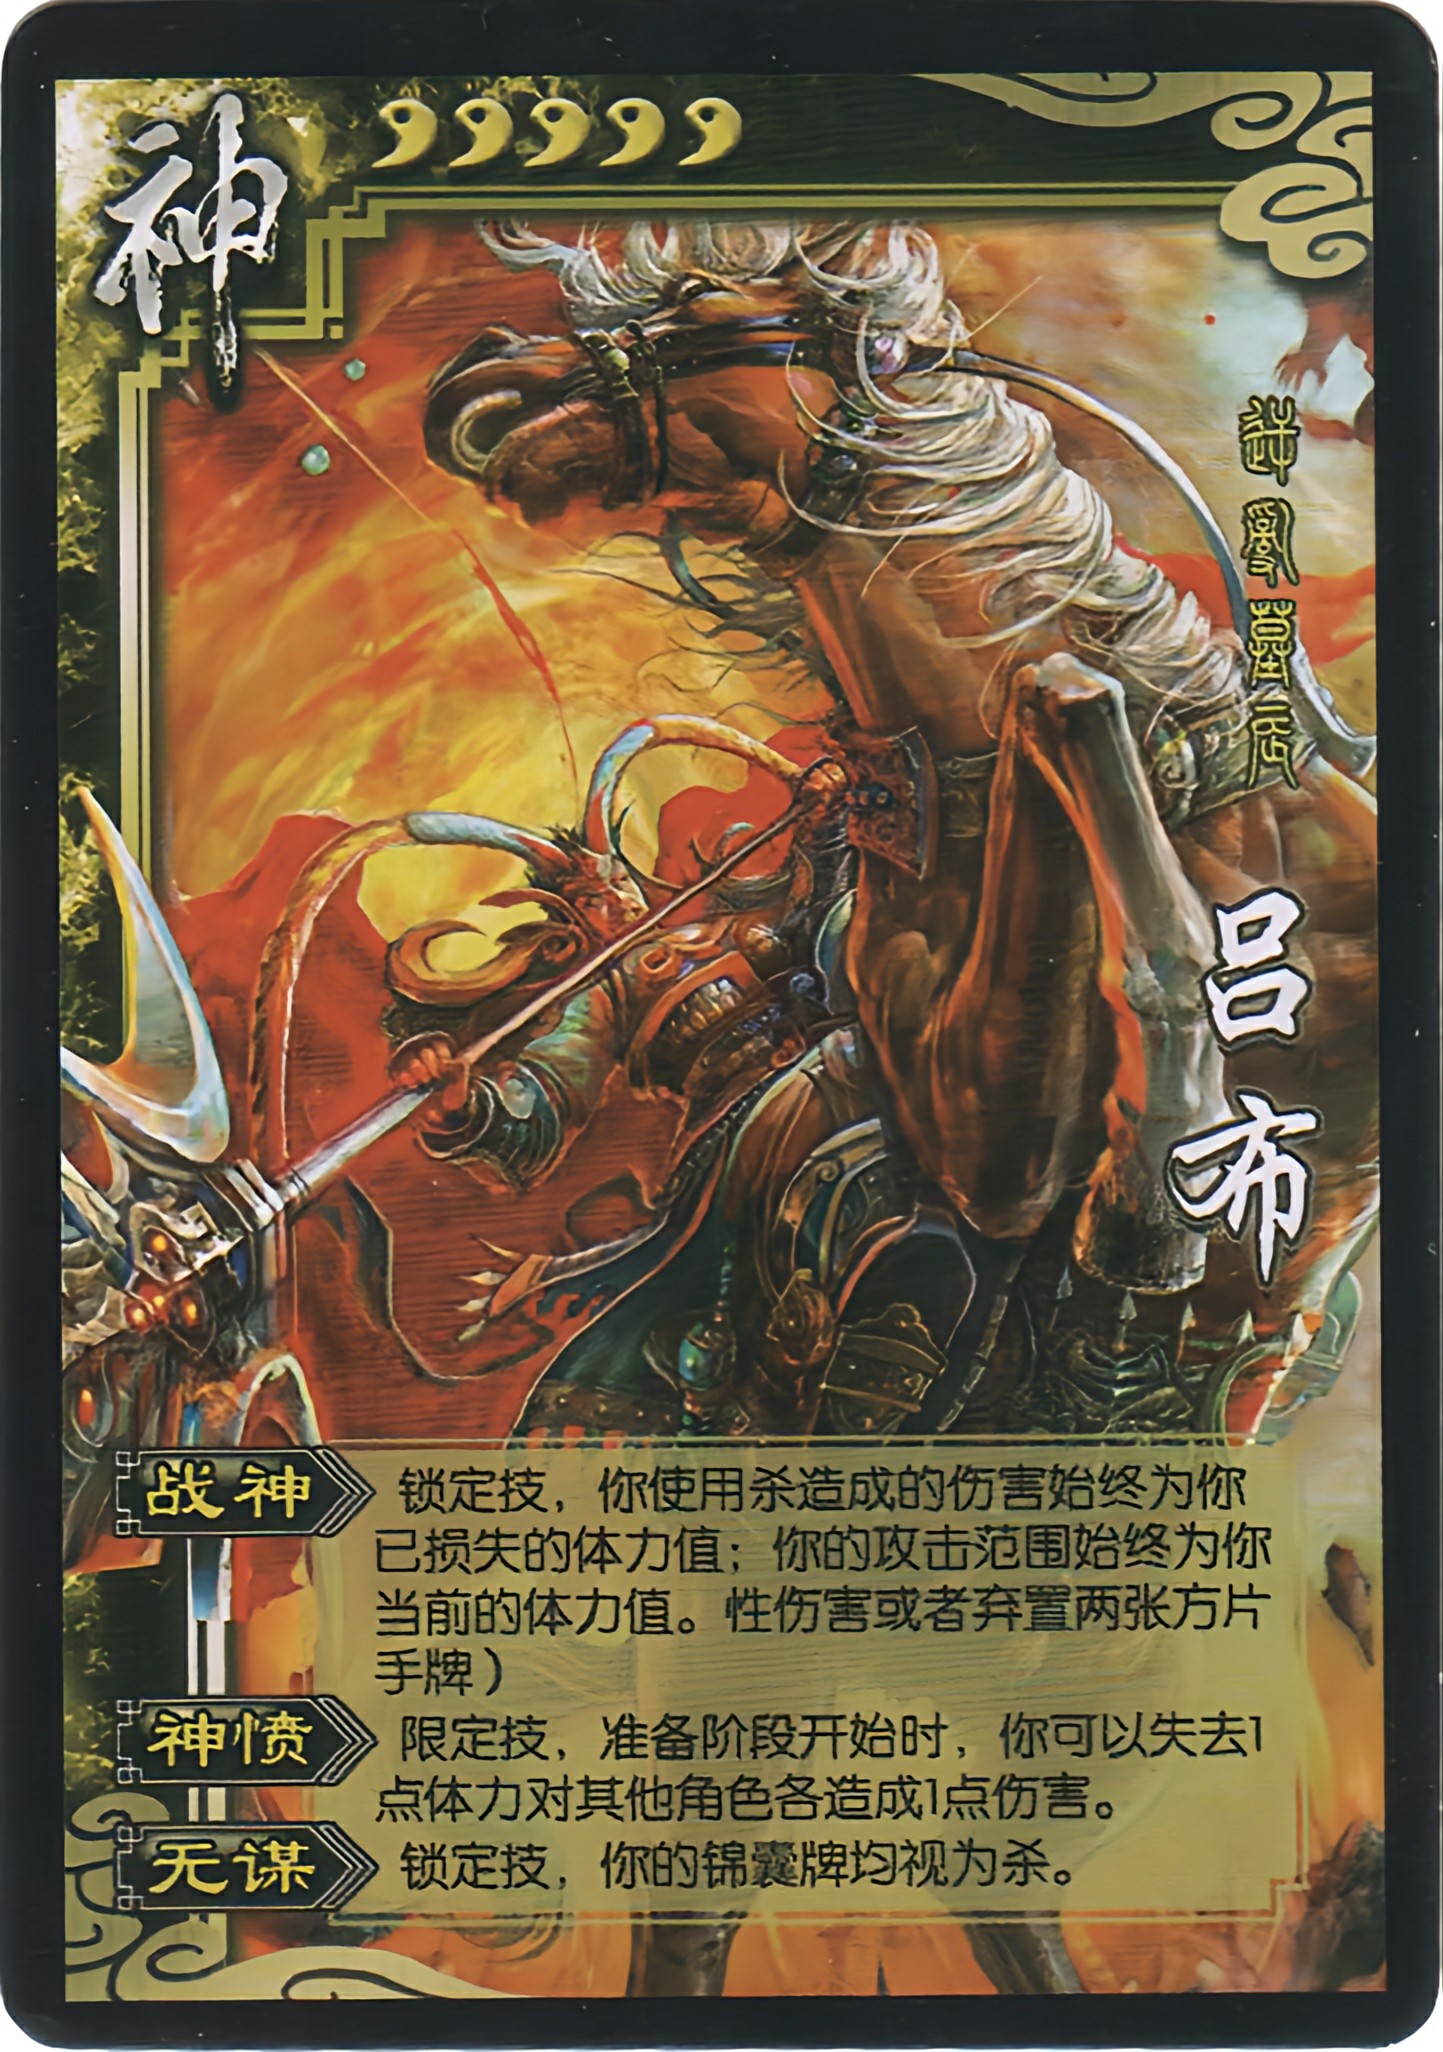 神
吕布
战神
锁定技，你使用杀造成的伤害始终为你
已损失的体力值；你的攻击范围始终为你
当前的体力值。性伤害或者弃置两张方片
手牌）
神愤
限定技，准备阶段开始时，你可以失去1
点体力对其他角色各造成1点伤害。
无谋
锁定技，你的锦囊牌均视为杀。